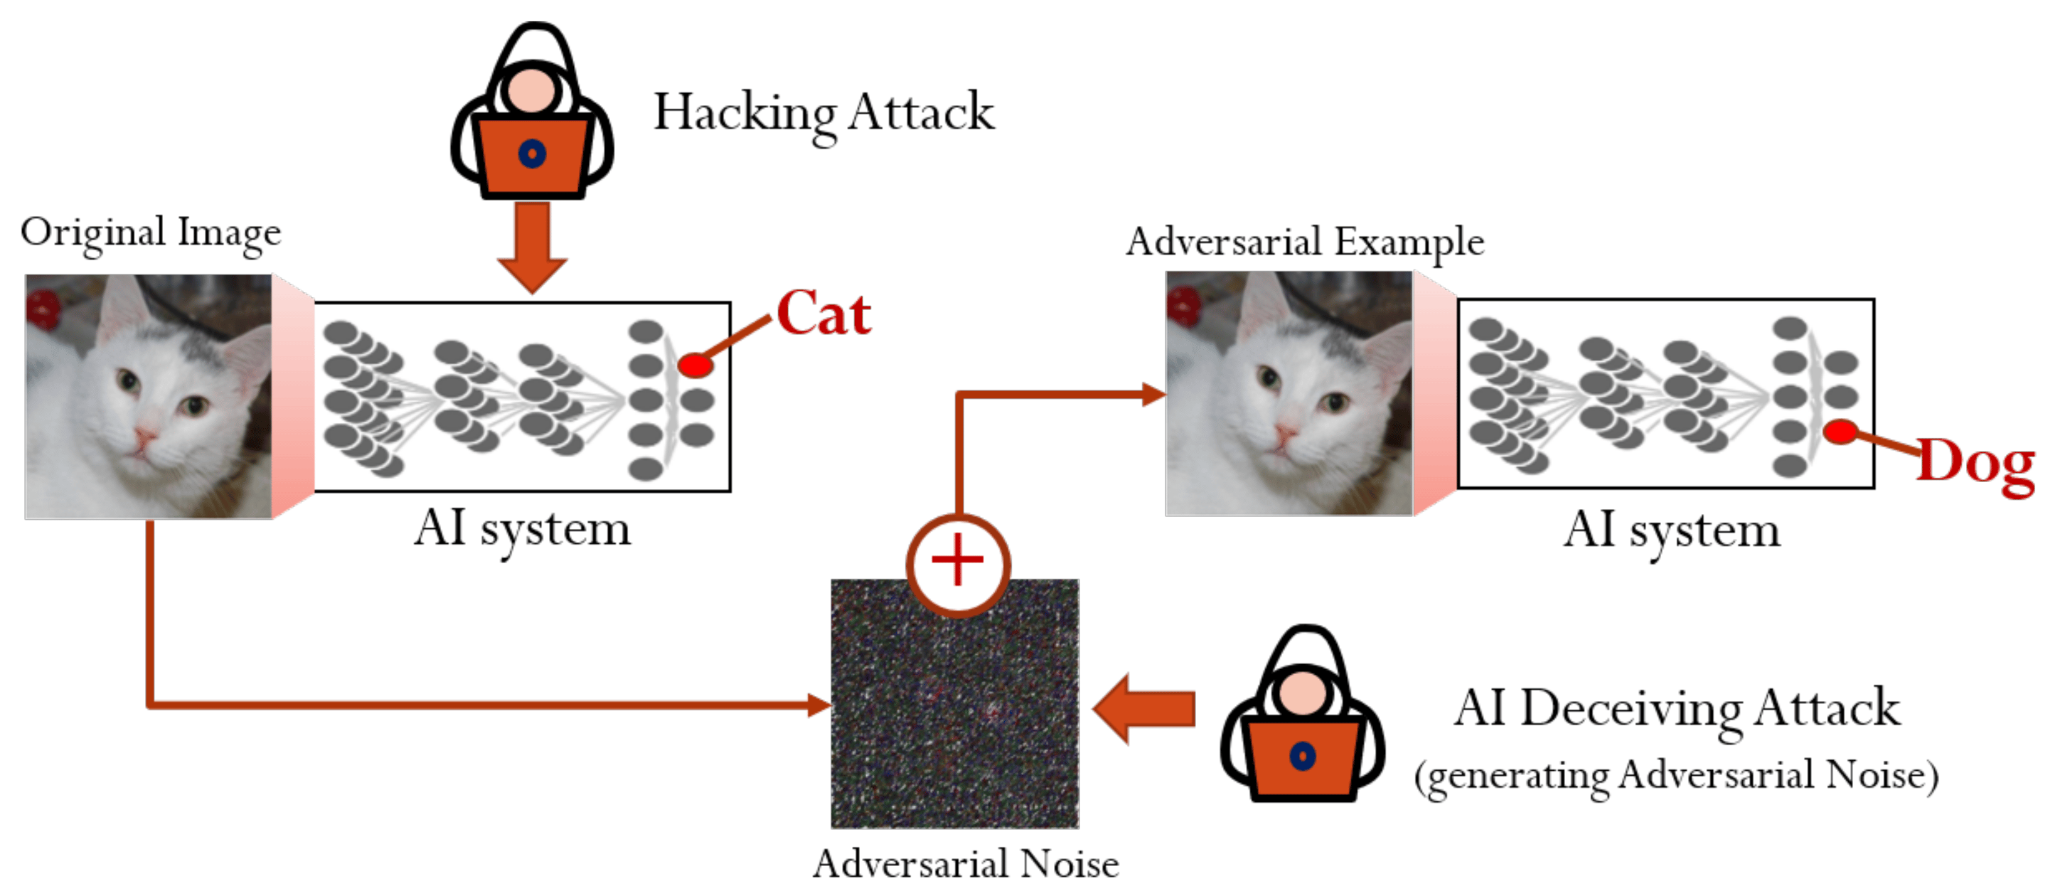 Hacking Attack
Original Image
Cat
AI system
Adversarial Example
Dog
AI system
Adversarial Noise
AI Deceiving Attack
(generating Adversarial Noise)